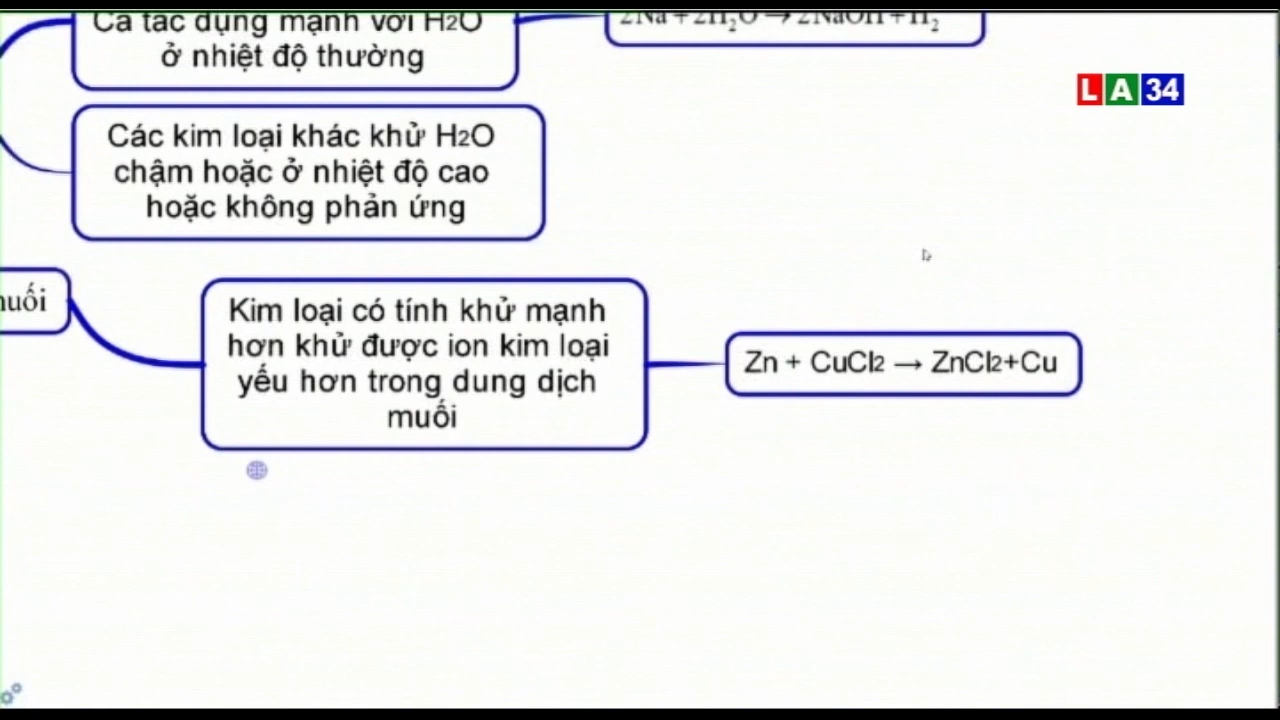 Ca tác dụng mạnh với H2O
ở nhiệt độ thường
2Na + 2H₂O → 2NaOH + H₂
LA34
Các kim loại khác khử H2O
chậm hoặc ở nhiệt độ cao
hoặc không phản ứng
muối
Kim loại có tính khử mạnh
hơn khử được ion kim loại
yếu hơn trong dung dịch
muối
Zn + CuCl2 → ZnCl2+Cu